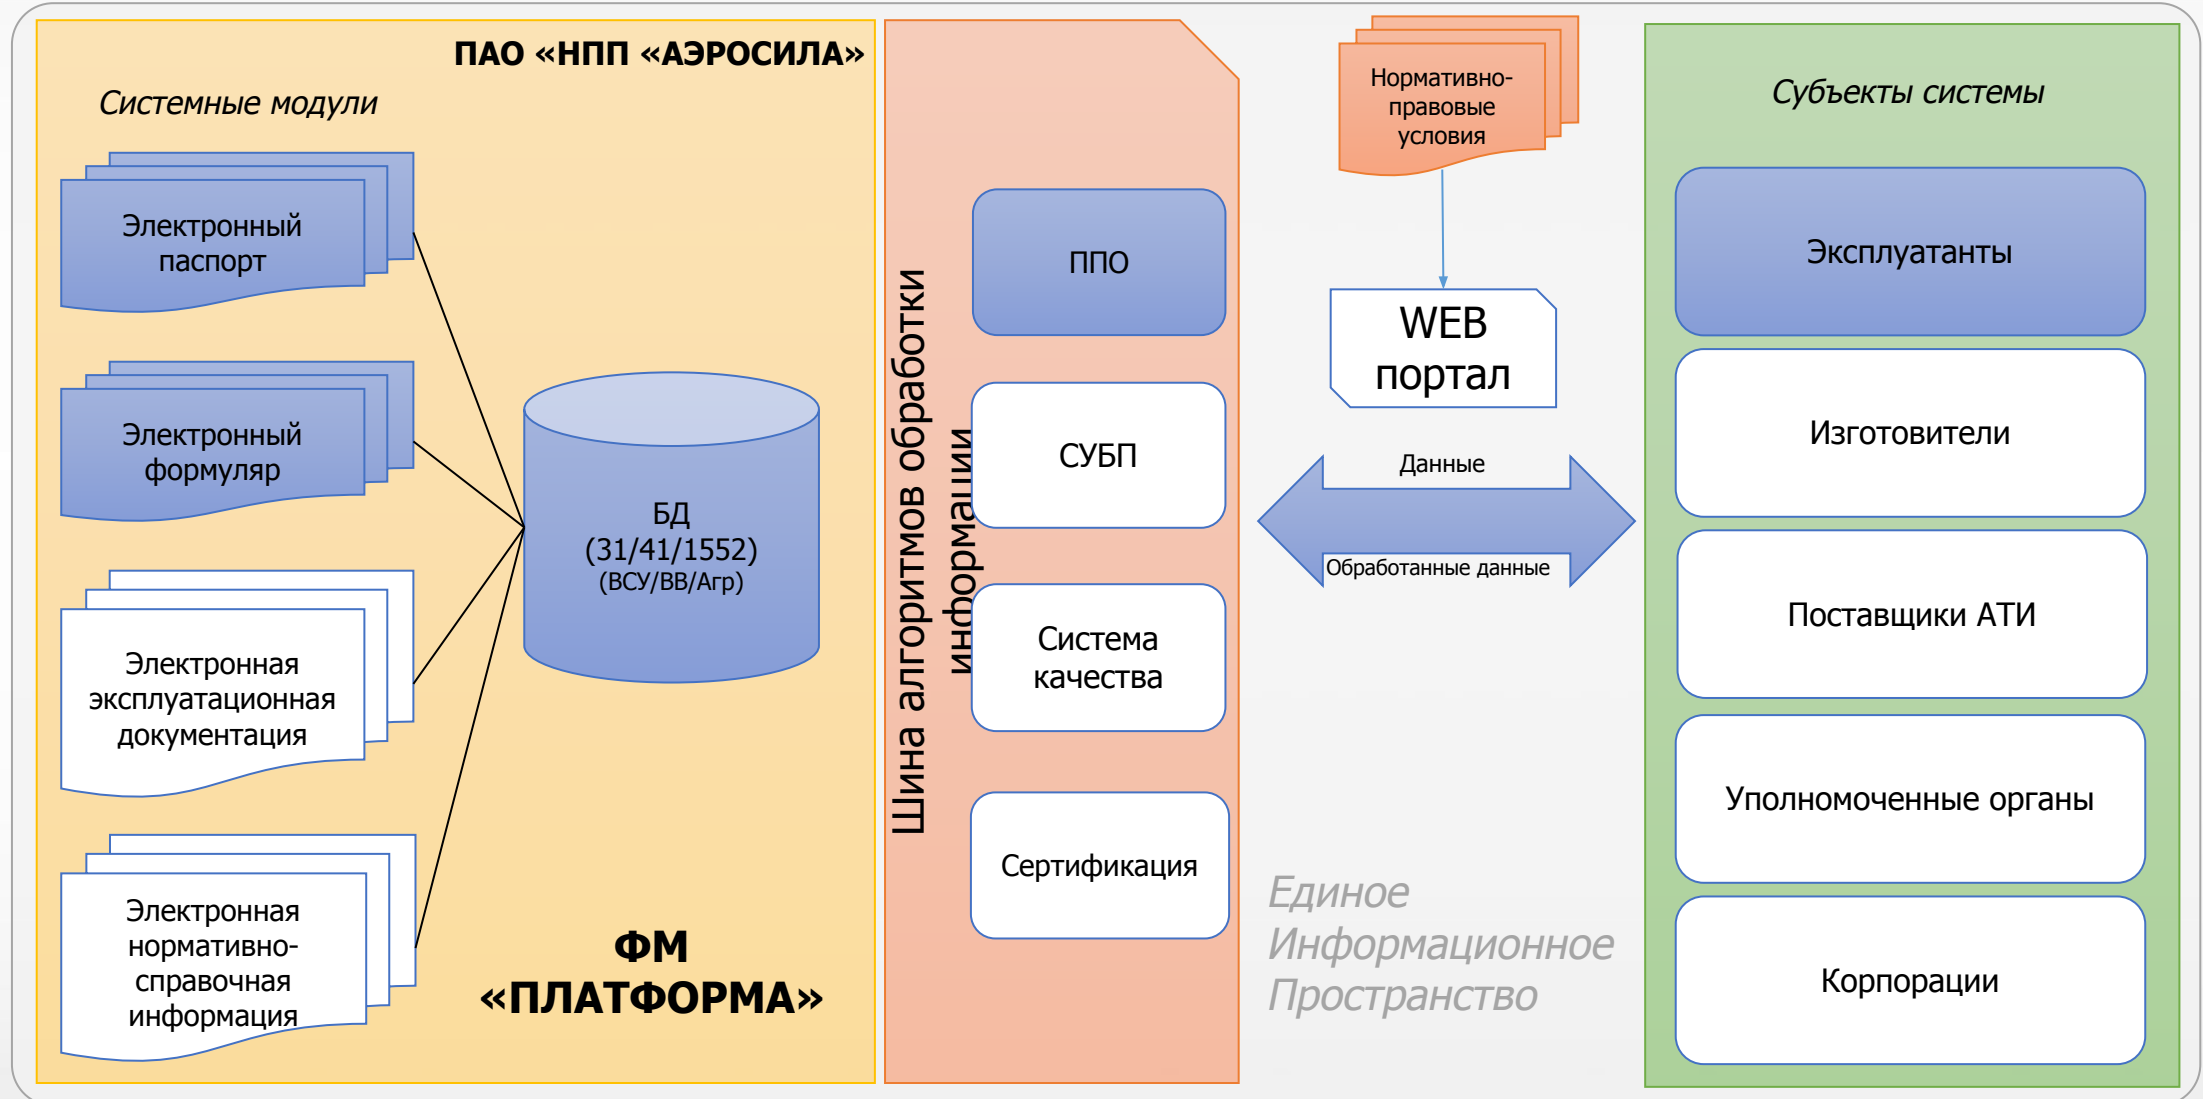 ПАО «НПП «АЭРОСИЛА»
Системные модули
Электронный
паспорт
Электронный
формуляр
Электронная
эксплуатационная
документация
Электронная
нормативно-
справочная
информация
БД
(31/41/1552)
(ВСУ/ВВ/Агр)
ФМ
«ПЛАТФОРМА»
Шина алгоритмов обработки
информации
ППО
СУБП
Система
качества
Сертификация
Нормативно-
правовые
условия
WEB
портал
Данные
Обработанные данные
Единое
Информационное
Пространство
Субъекты системы
Эксплуатанты
Изготовители
Поставщики АТИ
Уполномоченные органы
Корпорации